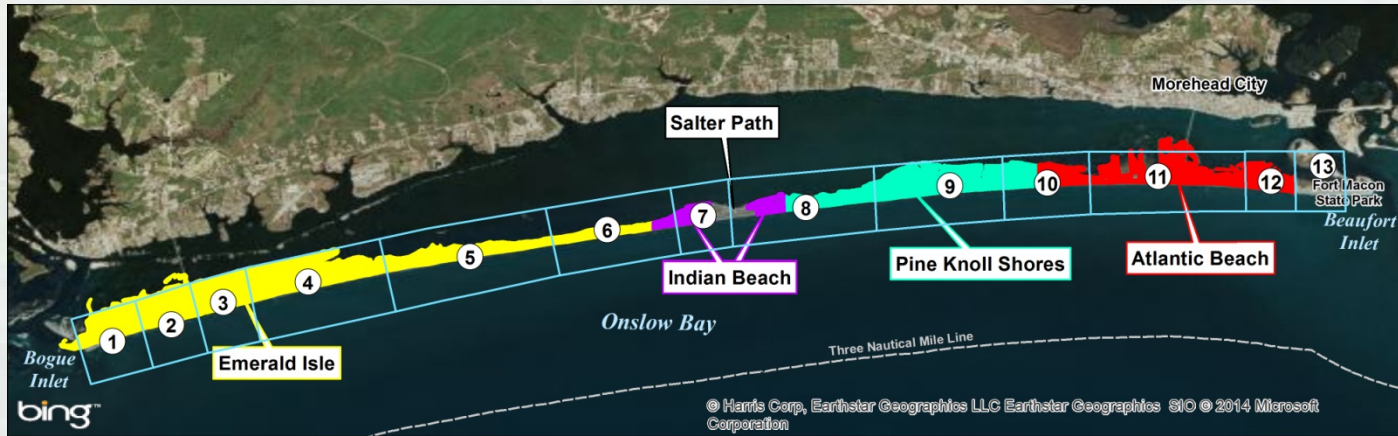 Morehead City
Salter Path
13
12
11
10
9
8
7
6
5
4
3
2
1
Fort Macon
State Park
Beaufort
Inlet
Indian Beach
Pine Knoll Shores
Atlantic Beach
Onslow Bay
Emerald Isle
Bogue
Inlet
Three Nautical Mile Line
bing™
© Harris Corp, Earthstar Geographics LLC Earthstar Geographics SIO © 2014 Microsoft
Corporation